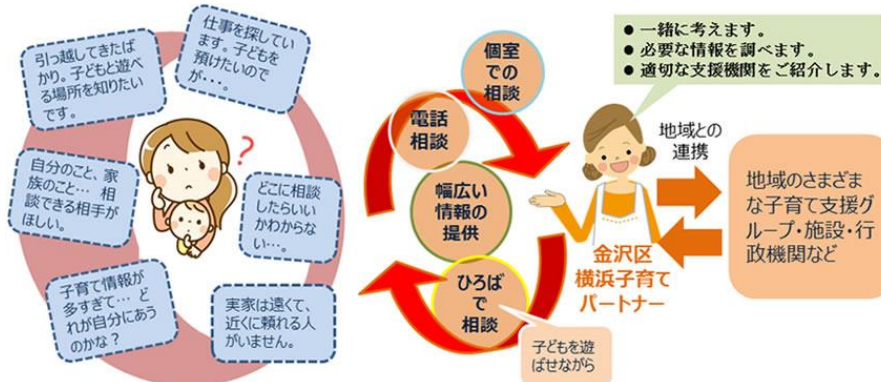 引っ越してきたば
かり。子どもと遊べ
る場所を知りたい
です。
仕事を探してい
ます。子どもを
預けたいので
が・・・。
自分のこと、家
族のこと… 相
談できる相手が
ほしい。
?
どこに相談
したらいい
かわからな
い…。
子育て情報が
多すぎて… ど
れが自分にあう
のかな?
実家は遠くて、
近くに頼れる人
がいません。
個室
での
相談
電話
相談
幅広い
情報の
提供
ひろば
で
相談
子どもを遊
ばせながら
● 一緒に考えます。
● 必要な情報を調べます。
● 適切な支援機関をご紹介します。
地域との
連携
金沢区
横浜子育て
パートナー
地域のさまざま
な子育て支援グ
ループ・施設・行
政機関など